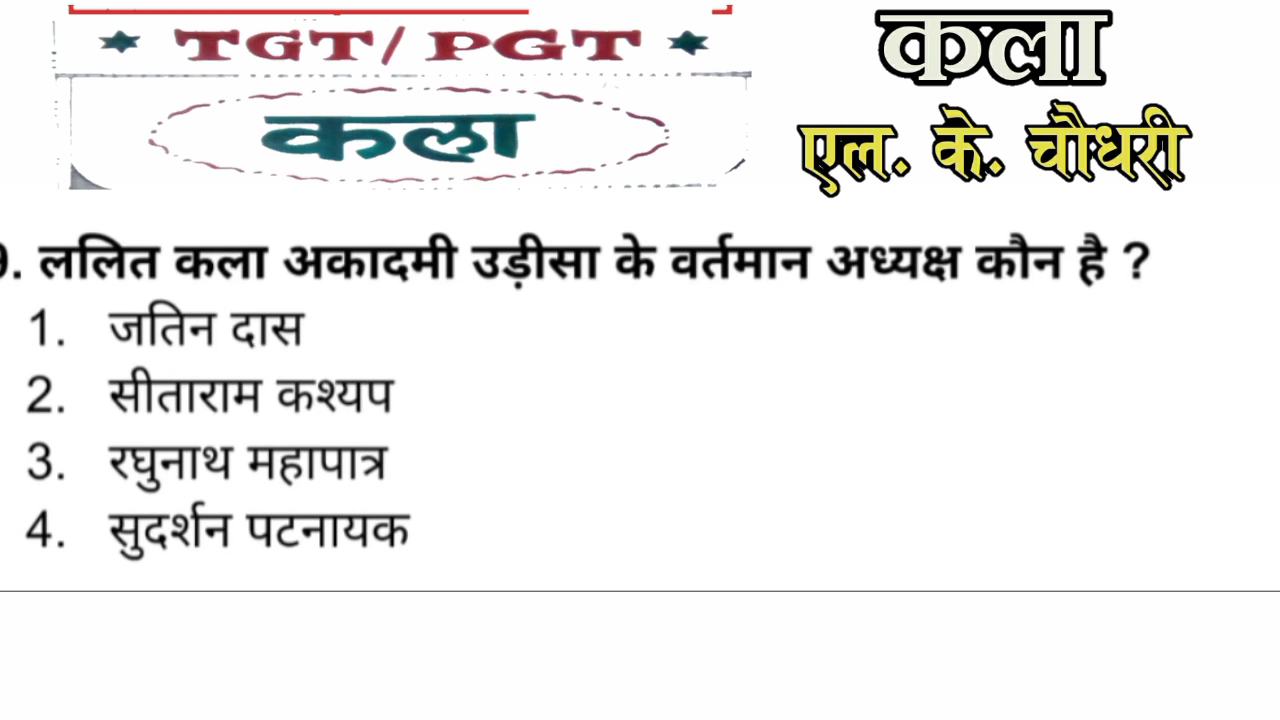 ★ TGT/ PGT ★
कला
कला
एल. के. चौधरी
9. ललित कला अकादमी उड़ीसा के वर्तमान अध्यक्ष कौन है ?
1. जतिन दास
2. सीताराम कश्यप
3. रघुनाथ महापात्र
4. सुदर्शन पटनायक